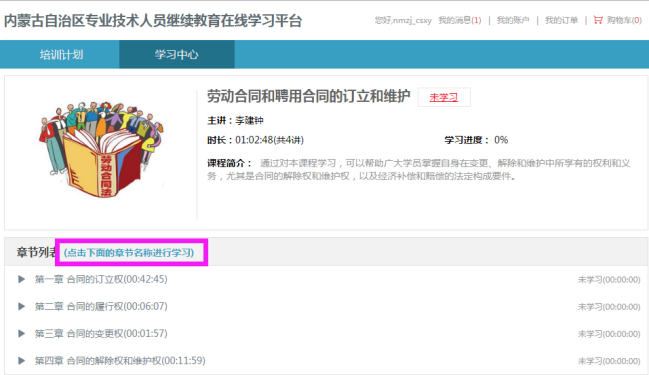 内蒙古自治区专业技术人员继续教育在线学习平台
您好,nmzj_csxy 我的消息(1) | 我的账户 | 我的订单 | 购物车(0)
培训计划 学习中心
劳动合同和聘用合同的订立和维护 未学习
主讲：李建钟
时长：01:02:48(共4讲) 学习进度： 0%
课程简介： 通过对本课程学习，可以帮助广大学员掌握自身在变更、解除和维护中所享有的权利和义
务，尤其是合同的解除权和维护权，以及经济补偿和赔偿的法定构成要件。
劳动合同法
章节列表 (点击下面的章节名称进行学习)
第一章 合同的订立权(00:42:45) 未学习(00:00:00)
第二章 合同的履行权(00:06:07) 未学习(00:00:00)
第三章 合同的变更权(00:01:57) 未学习(00:00:00)
第四章 合同的解除权和维护权(00:11:59) 未学习(00:00:00)